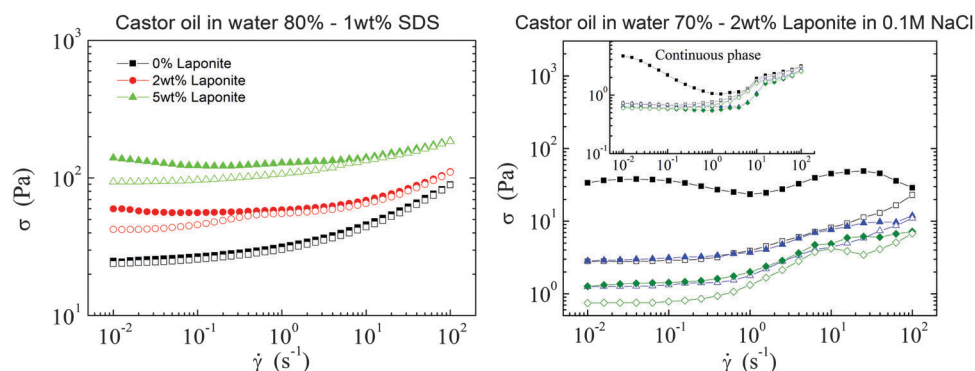 Castor oil in water 80% - 1wt% SDS
10³
0% Laponite
2wt% Laponite
5wt% Laponite
σ (Pa)
10²
10¹
10⁻² 10⁻¹ 10⁰ 10¹ 10² 
γ̇ (s⁻¹)
Castor oil in water 70% - 2wt% Laponite in 0.1M NaCl
Continuous phase
10⁰
10⁻¹
10⁻² 10⁻¹ 10⁰ 10¹ 10²
10³
σ (Pa)
10²
10¹
10⁰
10⁻² 10⁻¹ 10⁰ 10¹ 10²
γ̇ (s⁻¹)